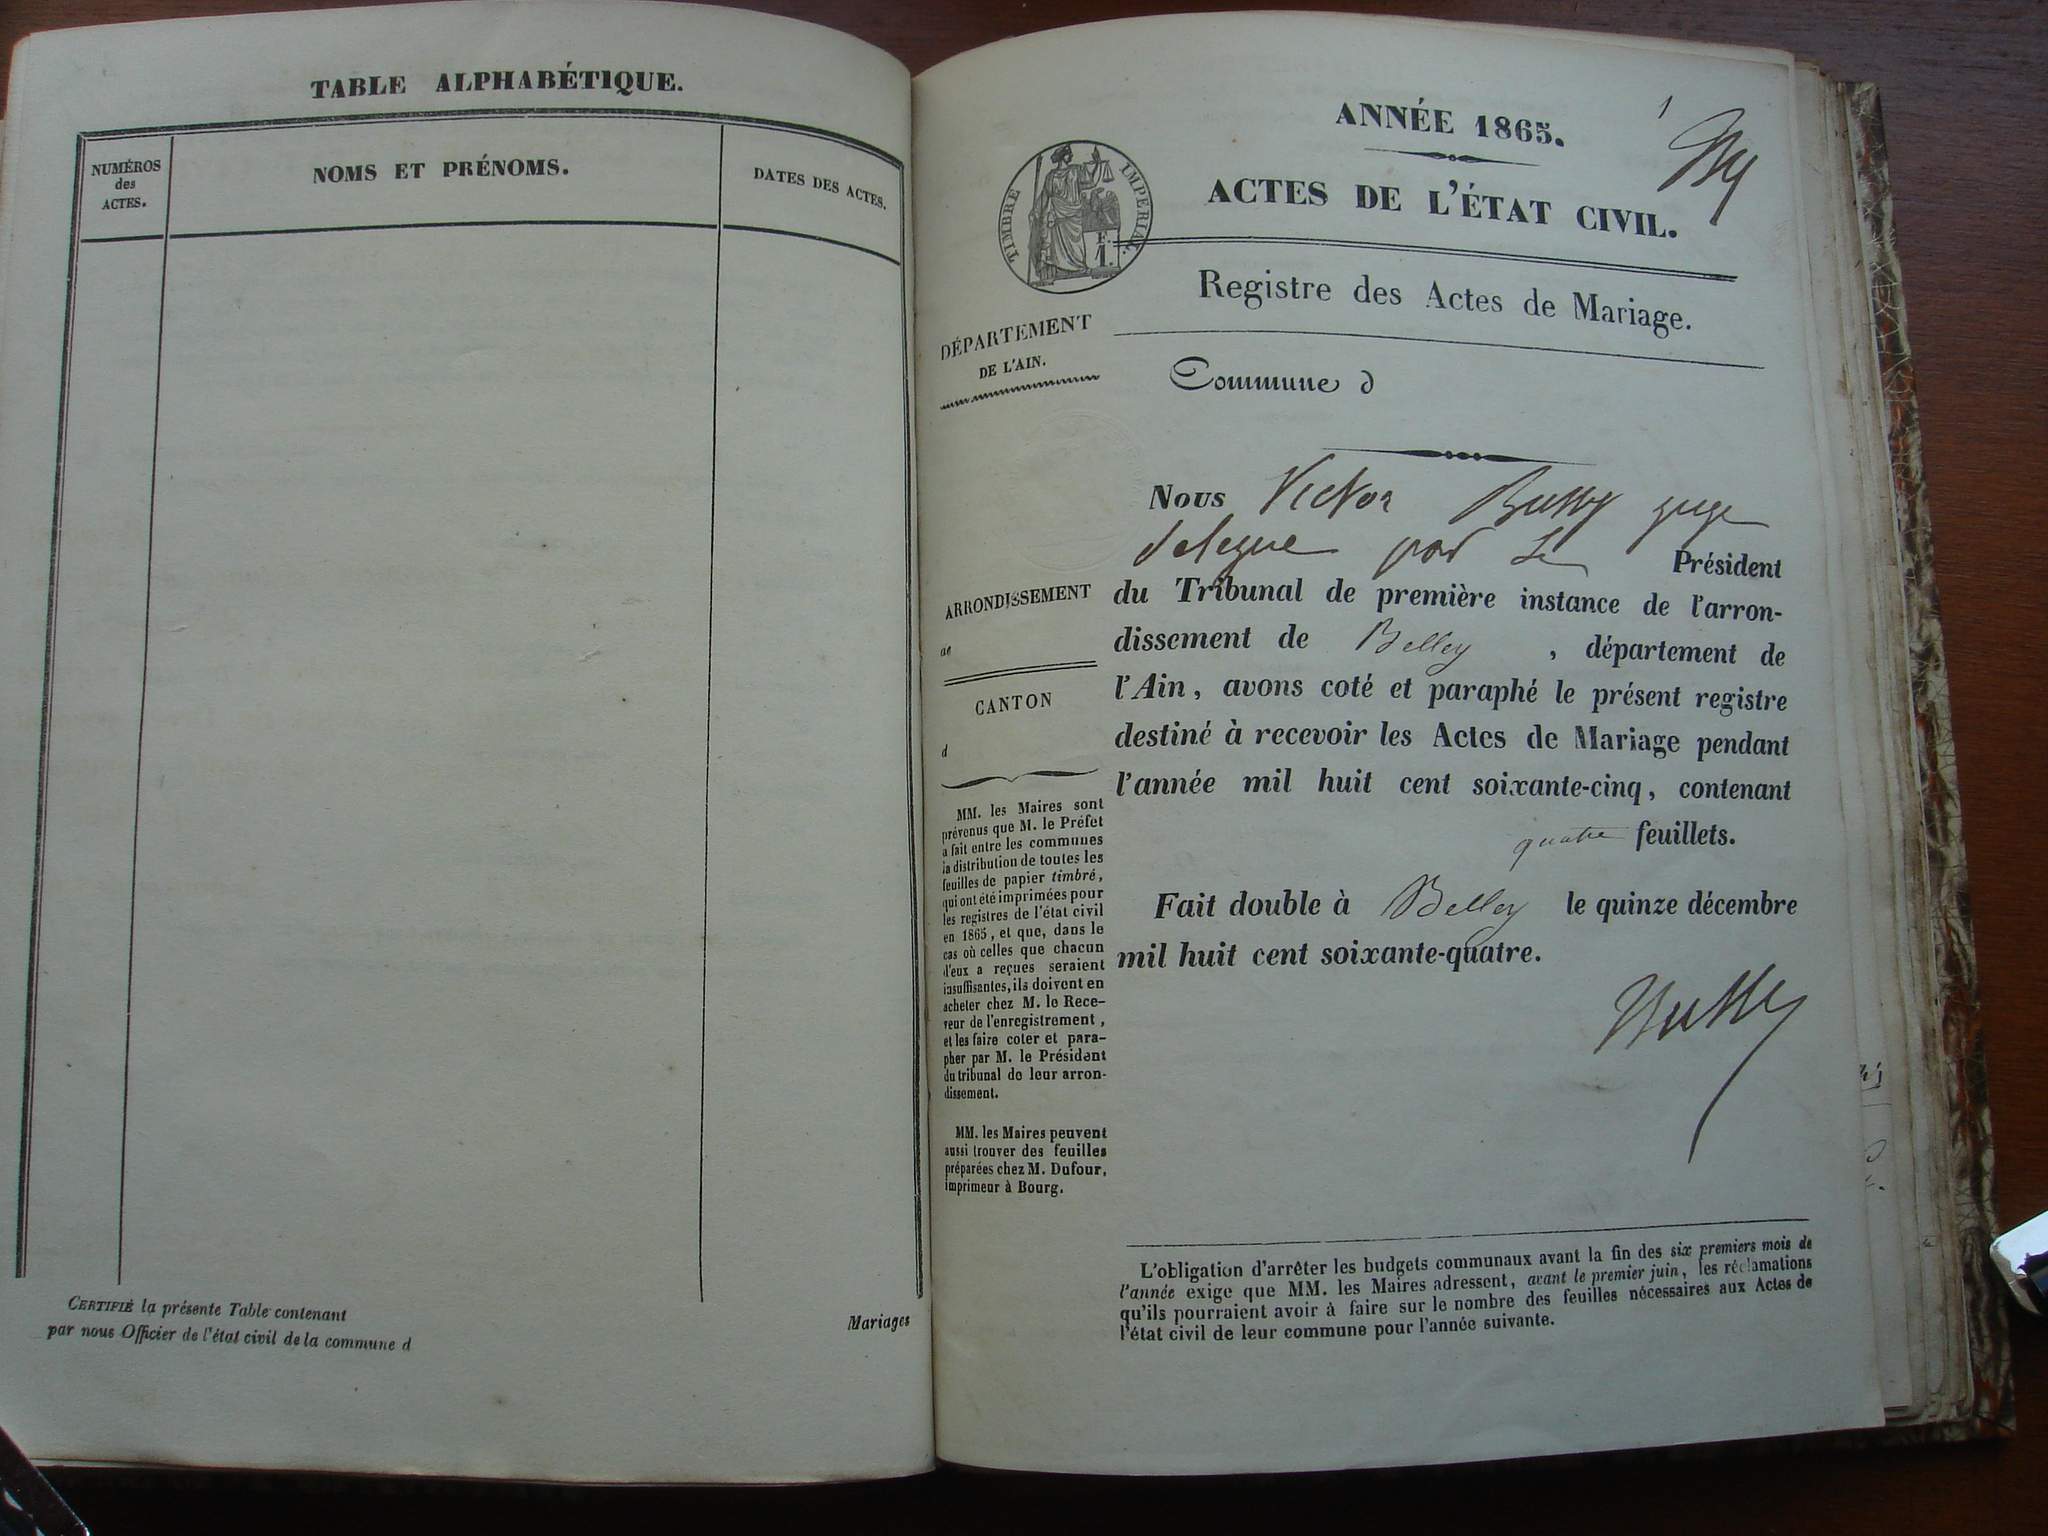 TABLE ALPHABÉTIQUE.
NUMÉROS
des
ACTES.
NOMS ET PRÉNOMS.
DATES DES ACTES.
CERTIFIÉ la présente Table contenant
par nous Officier de l'état civil de la commune d
Mariages
1
ANNÉE 1865.
ACTES DE L'ÉTAT CIVIL.
TIMBRE IMPÉRIAL.
F.
1.
Registre des Actes de Mariage.
DÉPARTEMENT
DE L'AIN.
Commune d
ARRONDISSEMENT
de
CANTON
d
MM. les Maires sont
prévenus que M. le Préfet
a fait entre les communes
la distribution de toutes les
feuilles de papier timbré,
qui ont été imprimées pour
les registres de l'état civil
en 1865, et que, dans le
cas où celles que chacun
d'eux a reçues seraient
insuffisantes, ils doivent en
acheter chez M. le Rece-
veur de l'enregistrement,
et les faire coter et para-
pher par M. le Président
du tribunal de leur arron-
dissement.
MM. les Maires peuvent
aussi trouver des feuilles
préparées chez M. Dufour,
imprimeur à Bourg.
Nous Victor juge
delegue par le Président
du Tribunal de première instance de l'arron-
dissement de Belley, département de
l'Ain, avons coté et paraphé le présent registre
destiné à recevoir les Actes de Mariage pendant
l'année mil huit cent soixante-cinq, contenant
quatre feuillets.
Fait double à Belley le quinze décembre
mil huit cent soixante-quatre.
L'obligation d'arrêter les budgets communaux avant la fin des six premiers mois de
l'année exige que MM. les Maires adressent, avant le premier juin, les réclamations
qu'ils pourraient avoir à faire sur le nombre des feuilles nécessaires aux Actes de
l'état civil de leur commune pour l'année suivante.